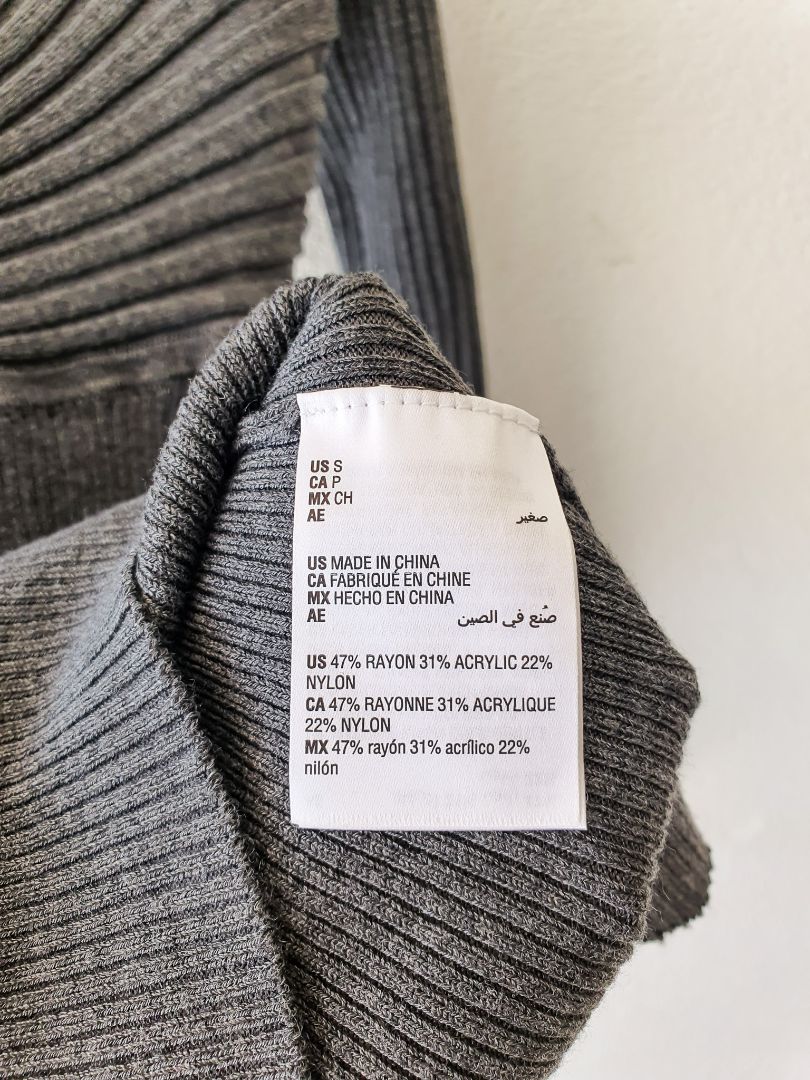 US S
CA P
MX CH
AE صغير
US MADE IN CHINA
CA FABRIQUÉ EN CHINE
MX HECHO EN CHINA
AE صُنع في الصين
US 47% RAYON 31% ACRYLIC 22%
NYLON
CA 47% RAYONNE 31% ACRYLIQUE
22% NYLON
MX 47% rayón 31% acrílico 22%
nilón